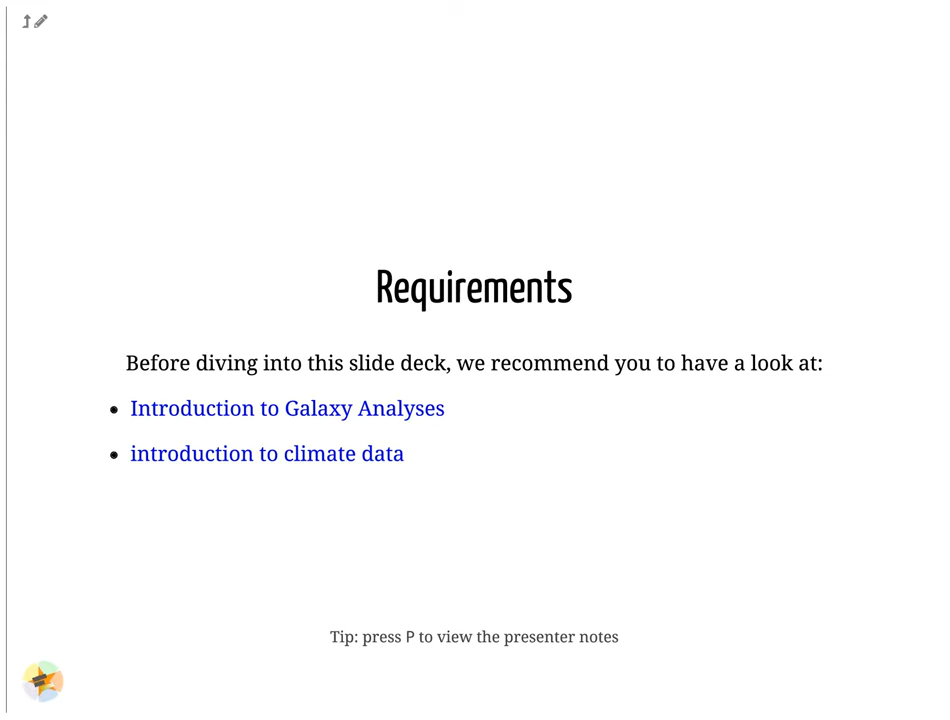 Requirements
Before diving into this slide deck, we recommend you to have a look at:
Introduction to Galaxy Analyses
introduction to climate data
Tip: press P to view the presenter notes